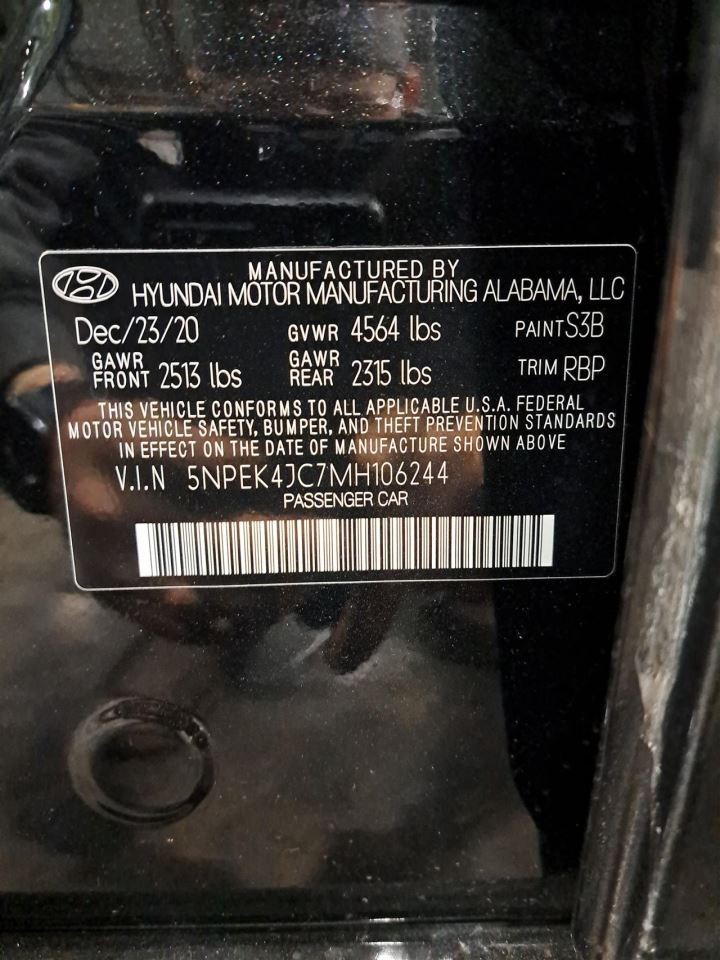 MANUFACTURED BY
HYUNDAI MOTOR MANUFACTURING ALABAMA, LLC
Dec/23/20 GVWR 4564 lbs PAINT S3B
GAWR FRONT 2513 lbs GAWR REAR 2315 lbs TRIM RBP
THIS VEHICLE CONFORMS TO ALL APPLICABLE U.S.A. FEDERAL
MOTOR VEHICLE SAFETY, BUMPER, AND THEFT PREVENTION STANDARDS
IN EFFECT ON THE DATE OF MANUFACTURE SHOWN ABOVE
V.I.N 5NPEK4JC7MH106244
PASSENGER CAR